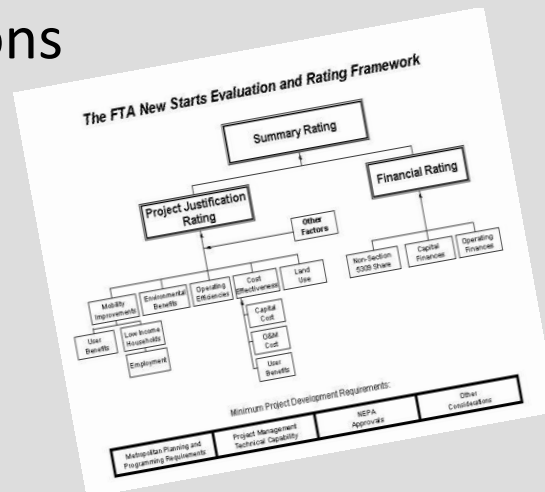 ons
The FTA New Starts Evaluation and Rating Framework
Summary Rating
Project Justification
Rating
Financial Rating
Other
Factors
Mobility
Improvements
Environmental
Benefits
Operating
Efficiencies
Cost
Effectiveness
Land
Use
Non-Section
5309 Share
Capital
Finances
Operating
Finances
User
Benefits
Low Income
Households
Employment
Capital
Cost
O&M
Cost
User
Benefits
Minimum Project Development Requirements:
Metropolitan Planning and
Programming Requirements
Project Management
Technical Capability
NEPA
Approvals
Other
Considerations